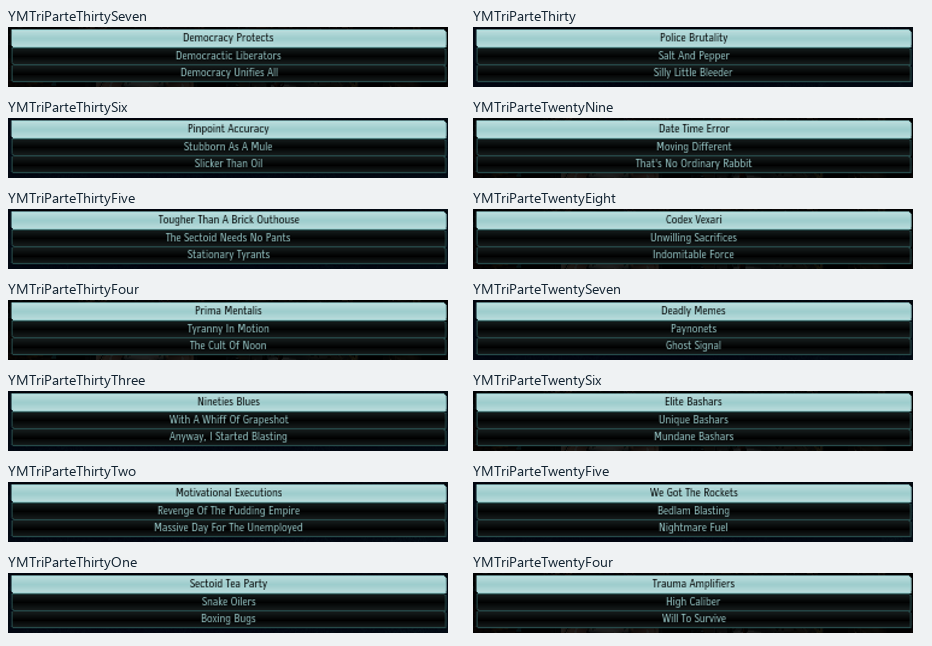 YMTriParteThirtySeven
Democracy Protects
Democractic Liberators
Democracy Unifies All
YMTriParteThirtySix
Pinpoint Accuracy
Stubborn As A Mule
Slicker Than Oil
YMTriParteThirtyFive
Tougher Than A Brick Outhouse
The Sectoid Needs No Pants
Stationary Tyrants
YMTriParteThirtyFour
Prima Mentalis
Tyranny In Motion
The Cult Of Noon
YMTriParteThirtyThree
Nineties Blues
With A Whiff Of Grapeshot
Anyway, I Started Blasting
YMTriParteThirtyTwo
Motivational Executions
Revenge Of The Pudding Empire
Massive Day For The Unemployed
YMTriParteThirtyOne
Sectoid Tea Party
Snake Oilers
Boxing Bugs
YMTriParteThirty
Police Brutality
Salt And Pepper
Silly Little Bleeder
YMTriParteTwentyNine
Date Time Error
Moving Different
That's No Ordinary Rabbit
YMTriParteTwentyEight
Codex Vexari
Unwilling Sacrifices
Indomitable Force
YMTriParteTwentySeven
Deadly Memes
Paynonets
Ghost Signal
YMTriParteTwentySix
Elite Bashars
Unique Bashars
Mundane Bashars
YMTriParteTwentyFive
We Got The Rockets
Bedlam Blasting
Nightmare Fuel
YMTriParteTwentyFour
Trauma Amplifiers
High Caliber
Will To Survive